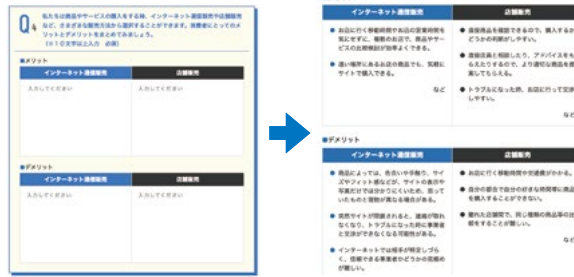 Q4 私たちは商品やサービスの購入をする時、インターネット通信販売や店舗販売
など、さまざまな販売方法から選択することができます。消費者にとってのメ
リットとデメリットをまとめてみましょう。
(※10文字以上入力 必須)
■メリット
インターネット通信販売 店舗販売
入力してください 入力してください
■デメリット
インターネット通信販売 店舗販売
入力してください 入力してください
インターネット通信販売 店舗販売
● お店に行く移動時間やお店の営業時間を
気にせずに、複数のお店で、商品やサー
ビスの比較検討が効率よくできる。
● 遠い場所にあるお店の商品でも、気軽に
サイトで購入できる。
など
● 直接商品を確認できるので、購入するか
どうかの判断がしやすい。
● 直接店員と相談したり、アドバイスをも
らえたりするので、より適切な商品を提
案してもらえる。
● トラブルになった時、お店に行って交渉
しやすい。
など
■デメリット
インターネット通信販売 店舗販売
● 商品によっては、色合いや手触り、サイ
ズやフィット感などが、サイトの表示や
写真だけでは分かりにくいため、思って
いたものと現物が異なる場合がある。
● 突然サイトが閉鎖されると、連絡が取れ
なくなり、トラブルになった時に事業者
と交渉ができなくなる可能性がある。
● インターネットでは相手が特定しづら
く、信頼できる事業者かどうかの見極め
が難しい。
● お店に行く移動時間や交通費がかかる。
● 自分の都合で自分の好きな時間帯に商品
を購入することができない。
● 離れた店舗間で、同じ種類の商品等の比
較をすることが難しい。
など